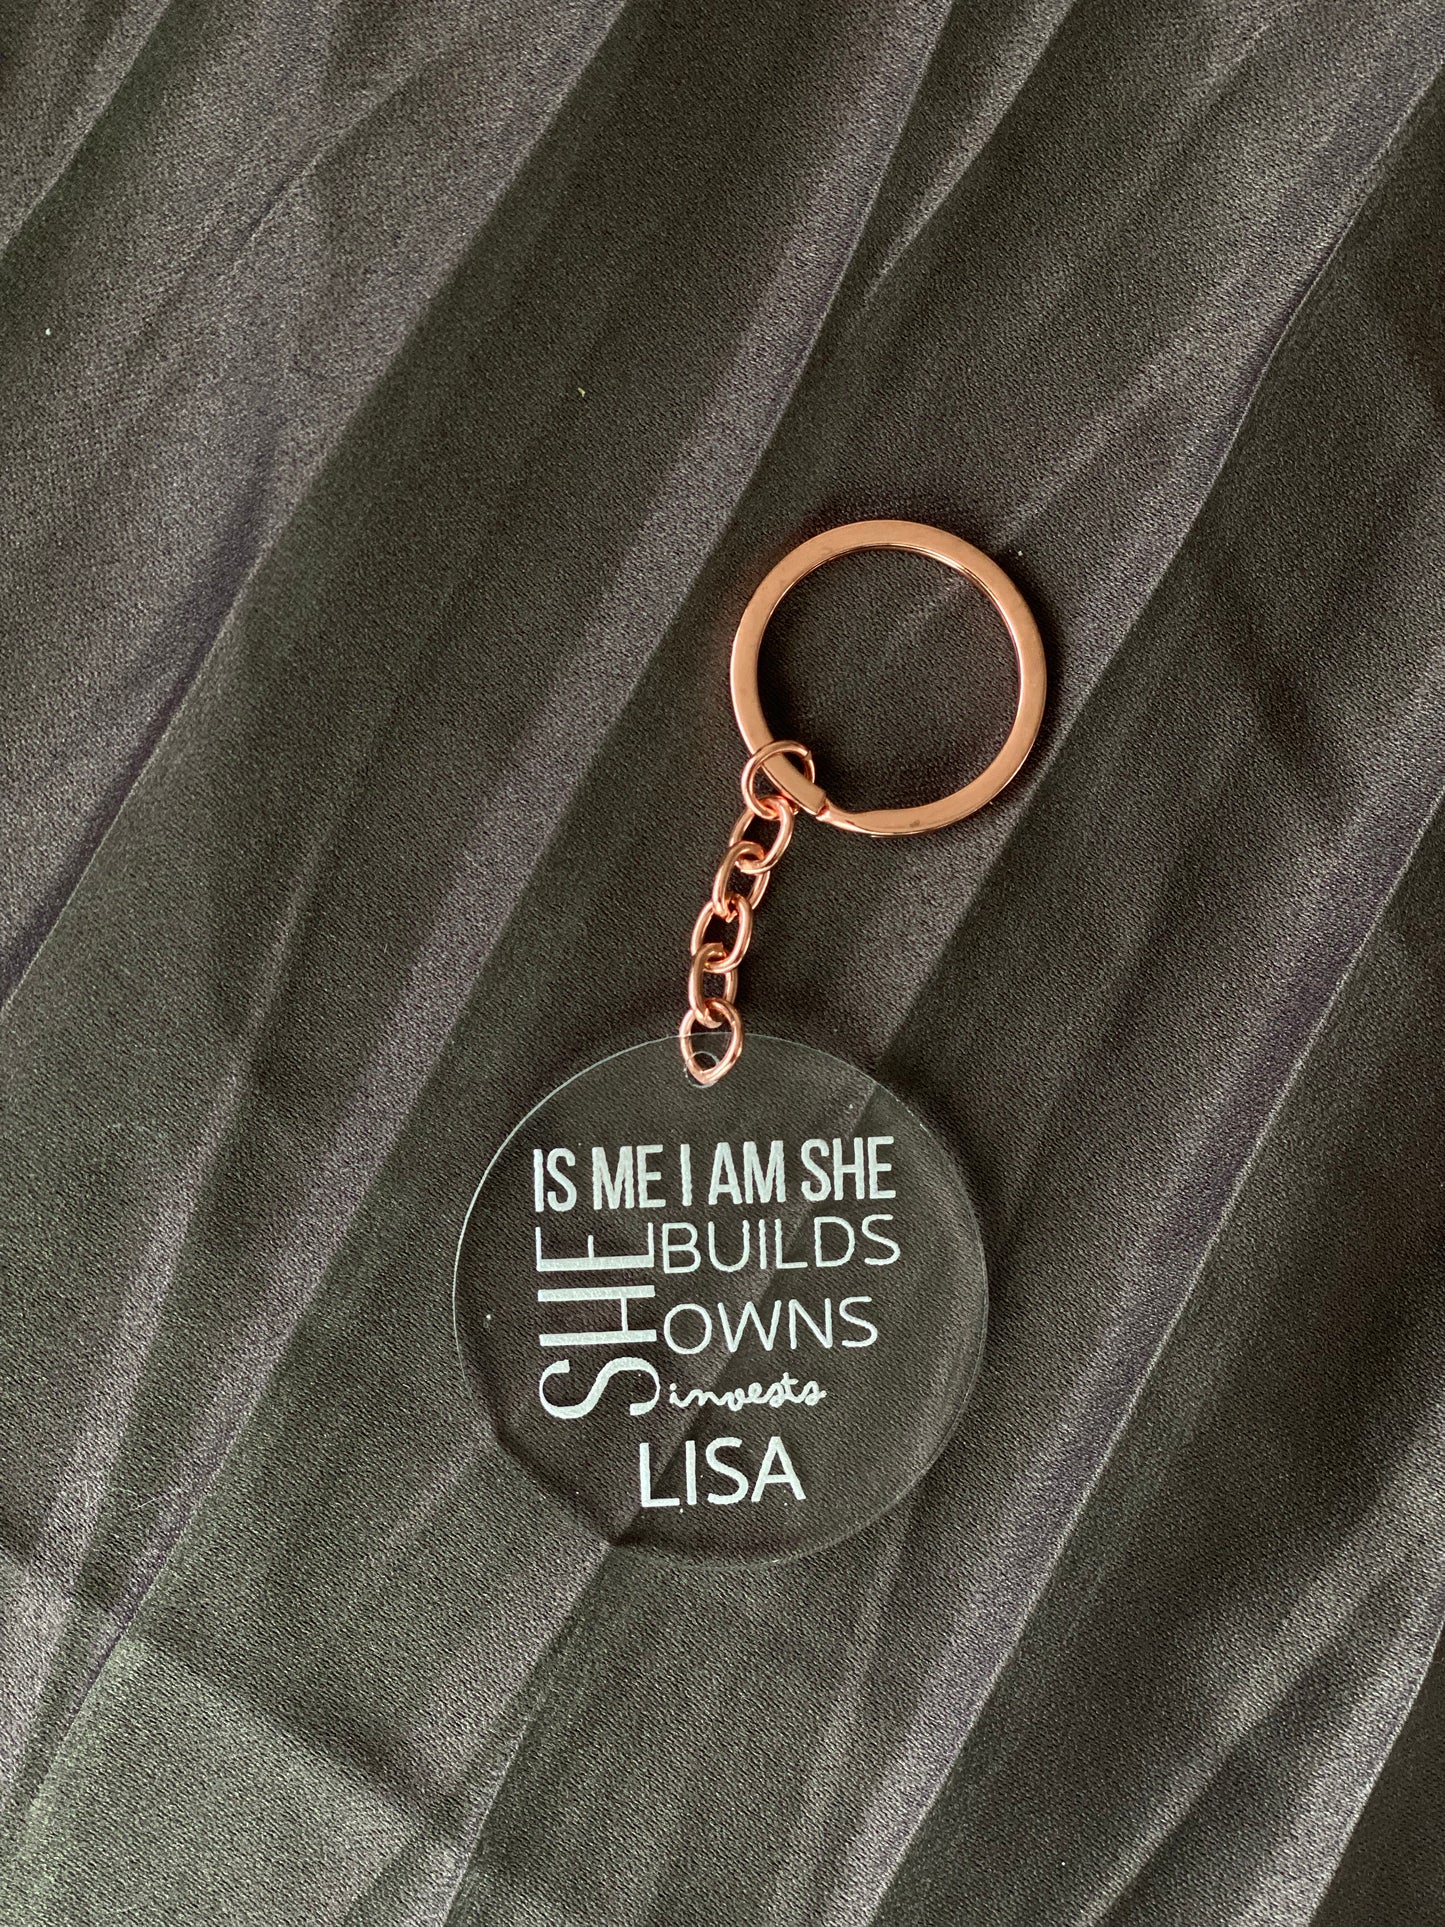 IS ME I AM SHE
SHE
BUILDS
OWNS
invests
LISA